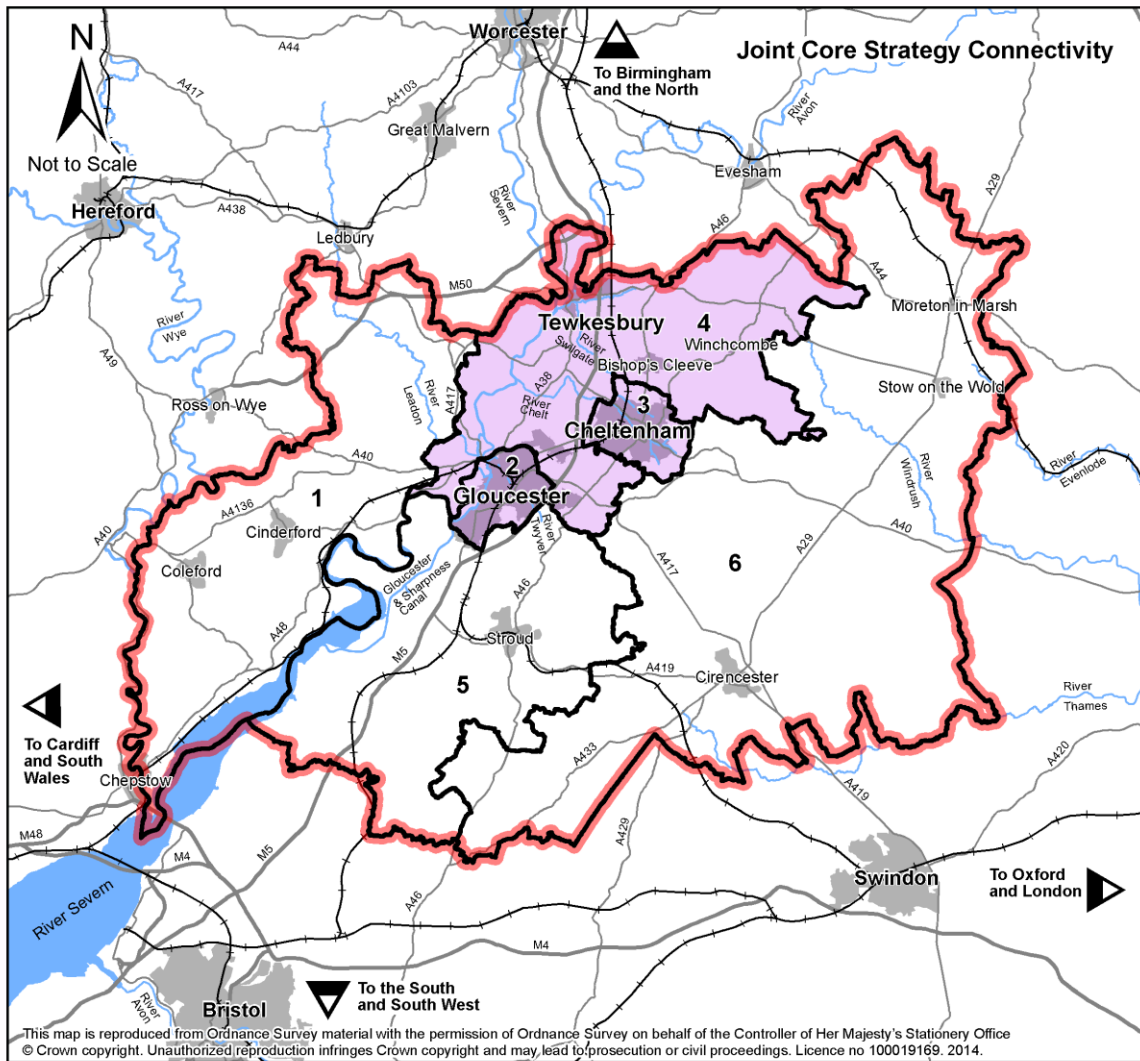 Joint Core Strategy Connectivity
N
Not to Scale
Worcester
To Birmingham
and the North
A44
A417
A4103
Great Malvern
River
Avon
Evesham
A29
Hereford
A438
Ledbury
River
Severn
A46
M50
A44
Moreton in Marsh
River
Wye
A49
Tewkesbury
4
River
Swilgate
Winchcombe
Bishop's Cleeve
A38
Stow on the Wold
Ross on Wye
River
Leadon
A417
River
Chelt
3
Cheltenham
A40
2
Gloucester
River
Windrush
River
Evenlode
1
A4136
Cinderford
A40
Coleford
River
Twyver
A40
A29
A417
6
Gloucester
& Sharpness
Canal
A46
A48
M5
Stroud
A419
Cirencester
5
River
Thames
To Cardiff
and South
Wales
Chepstow
A433
A420
A419
M48
M4
M5
A429
A46
Swindon
To Oxford
and London
River Severn
M4
River
Avon
Bristol
To the South
and South West
This map is reproduced from Ordnance Survey material with the permission of Ordnance Survey on behalf of the Controller of Her Majesty's Stationery Office
© Crown copyright. Unauthorized reproduction infringes Crown copyright and may lead to prosecution or civil proceedings. Licence no 100019169. 2014.